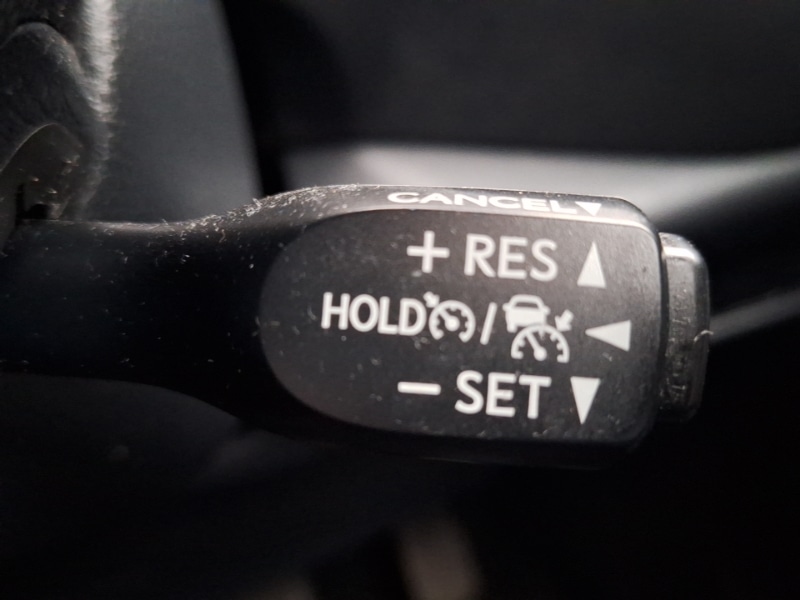 CANCEL
+ RES
HOLD /
- SET